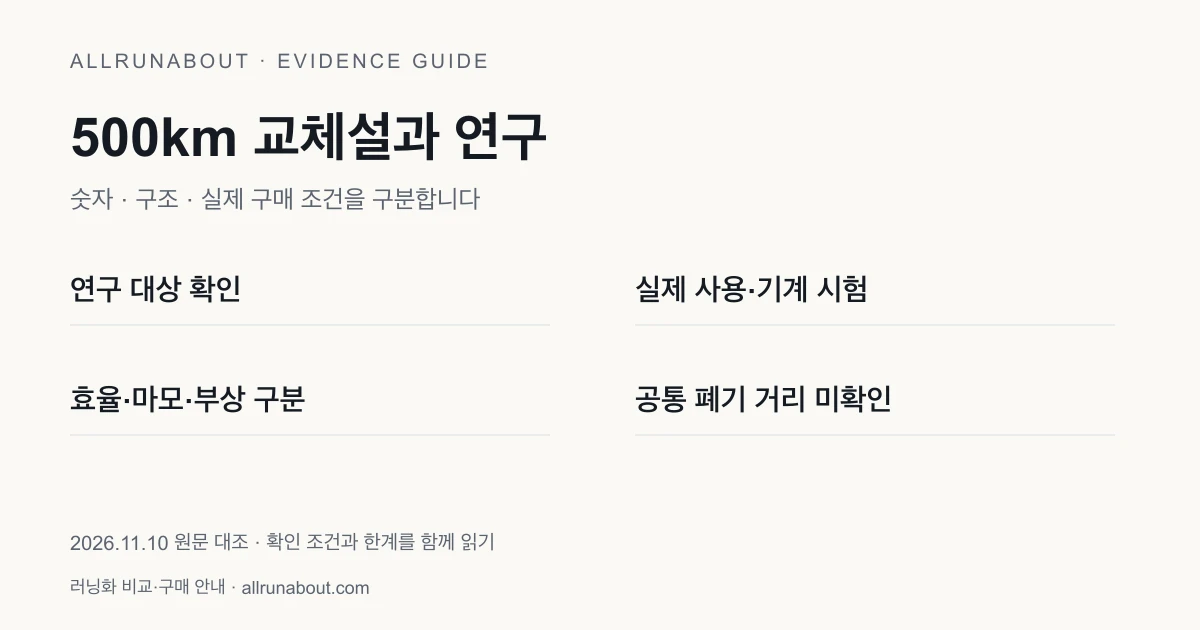 ALLRUNABOUT · EVIDENCE GUIDE
500km 교체설과 연구
숫자 · 구조 · 실제 구매 조건을 구분합니다
연구 대상 확인
실제 사용·기계 시험
효율·마모·부상 구분
공통 폐기 거리 미확인
2026.11.10 원문 대조 · 확인 조건과 한계를 함께 읽기
러닝화 비교·구매 안내 · allrunabout.com